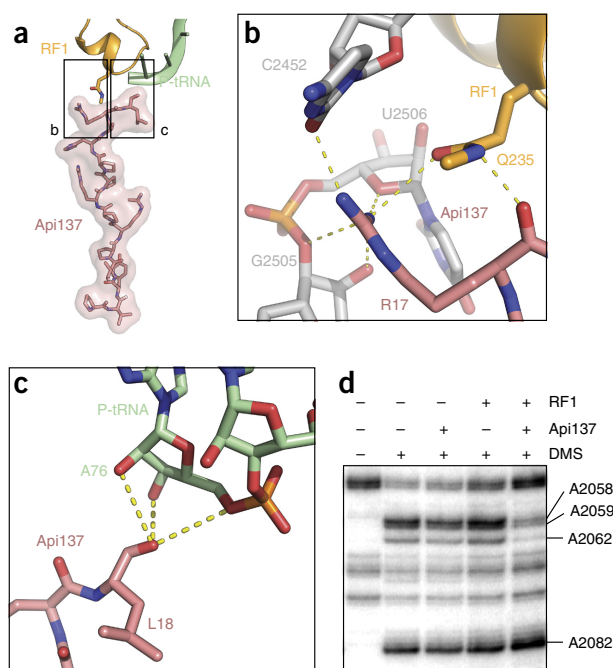 a
RF1
P-tRNA
b
c
Api137
b
C2452
U2506
RF1
Q235
Api137
G2505
R17
c
P-tRNA
A76
Api137
L18
d
– – – + + RF1
– – + – + Api137
– + + + + DMS
A2058
A2059
A2062
A2082